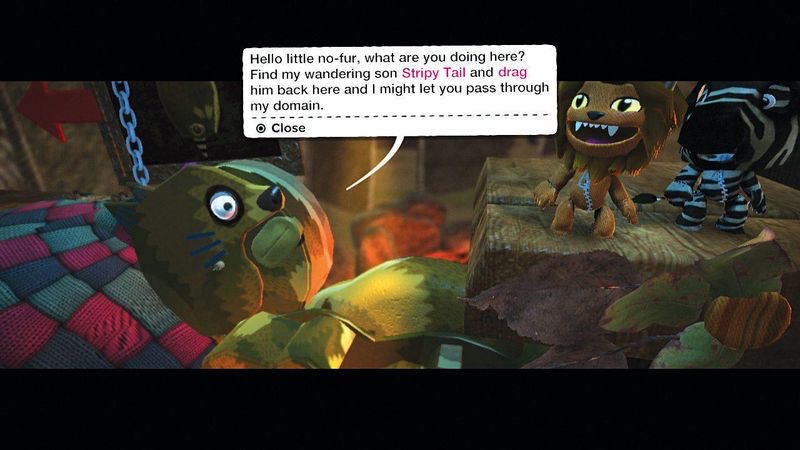 Hello little no-fur, what are you doing here?
Find my wandering son Stripy Tail and drag
him back here and I might let you pass through
my domain.
Close